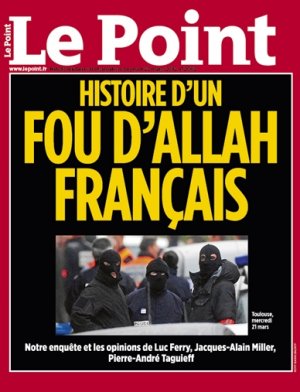 Le Point
Le Point
www.lepoint.fr
HISTOIRE D'UN
FOU D'ALLAH
FRANÇAIS
Toulouse,
mercredi
21 mars
Notre enquête et les opinions de Luc Ferry, Jacques-Alain Miller,
Pierre-André Taguieff